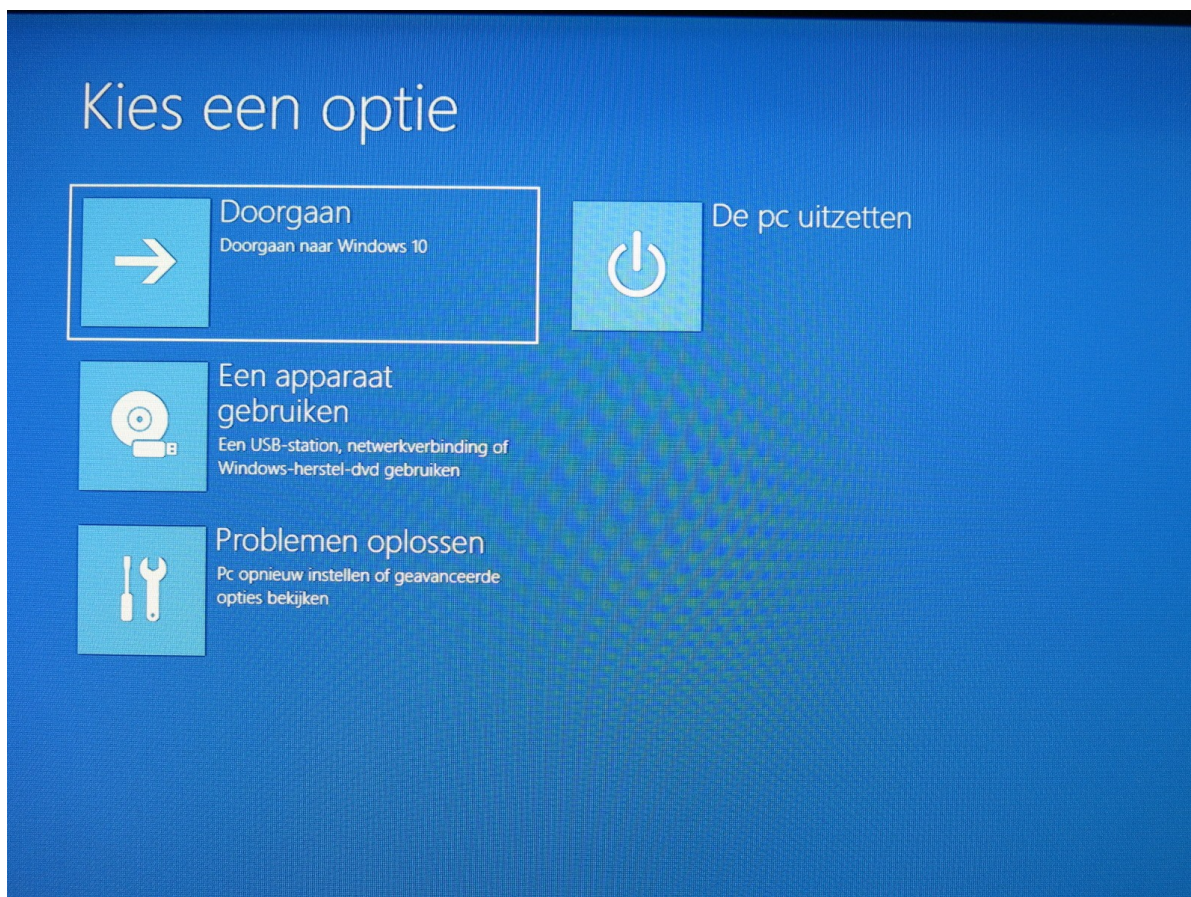 Kies een optie
Doorgaan
Doorgaan naar Windows 10
De pc uitzetten
Een apparaat
gebruiken
Een USB-station, netwerkverbinding of
Windows-herstel-dvd gebruiken
Problemen oplossen
Pc opnieuw instellen of geavanceerde
opties bekijken